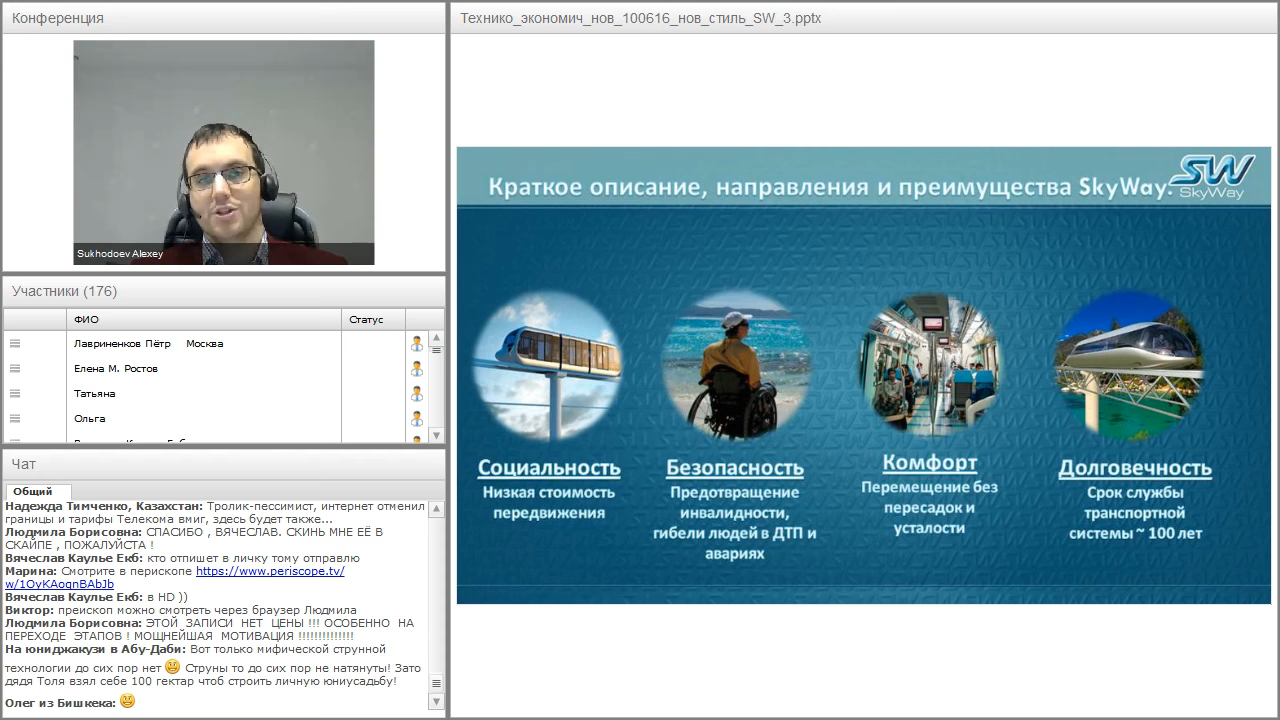 Конференция
Sukhodoev Alexey
Участники (176)
ФИО
Статус
Лавриненков Пётр Москва
Елена М. Ростов
Татьяна
Ольга
Чат
Общий
Надежда Тимченко, Казахстан: Тролик-пессимист, интернет отменил
границы и тарифы Телекома вмиг, здесь будет также...
Людмила Борисовна: СПАСИБО , ВЯЧЕСЛАВ. СКИНЬ МНЕ ЕЁ В
СКАЙПЕ , ПОЖАЛУЙСТА !
Вячеслав Каулье Екб: кто отпишет в личку тому отправлю
Марина: Смотрите в перископе https://www.periscope.tv/
w/1OyKAognBAbJb
Вячеслав Каулье Екб: в HD ))
Виктор: преископ можно смотреть через браузер Людмила
Людмила Борисовна: ЭТОЙ ЗАПИСИ НЕТ ЦЕНЫ !!! ОСОБЕННО НА
ПЕРЕХОДЕ ЭТАПОВ ! МОЩНЕЙШАЯ МОТИВАЦИЯ !!!!!!!!!!!!!!
На юниджакузи в Абу-Даби: Вот только мифической струнной
технологии до сих пор нет Струны то до сих пор не натянуты! Зато
дядя Толя взял себе 100 гектар чтоб строить личную юниусадьбу!
Олег из Бишкека:
Технико_экономич_нов_100616_нов_стиль_SW_3.pptx
Краткое описание, направления и преимущества SkyWay.
SW
SkyWay
Социальность
Низкая стоимость
передвижения
Безопасность
Предотвращение
инвалидности,
гибели людей в ДТП и
авариях
Комфорт
Перемещение без
пересадок и
усталости
Долговечность
Срок службы
транспортной
системы ~ 100 лет